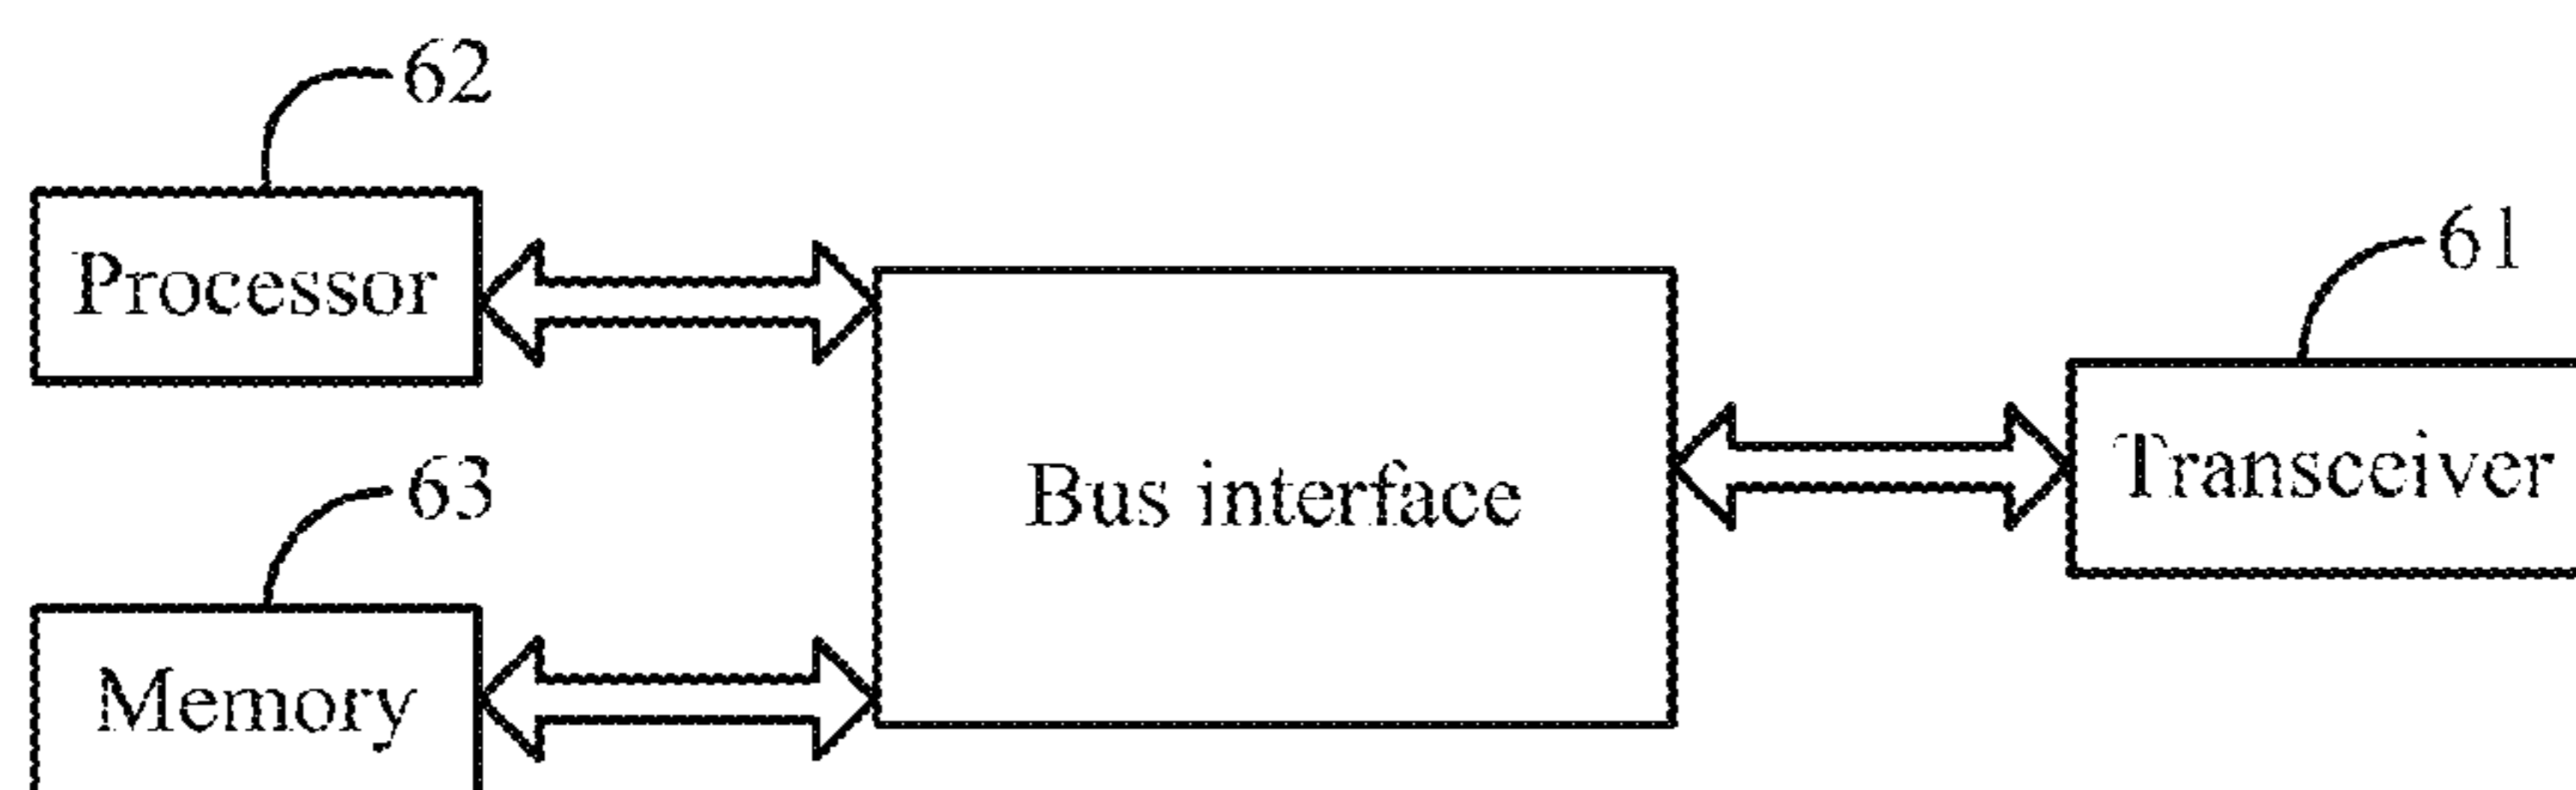 62
Processor
61
Bus interface
Transceiver
63
Memory